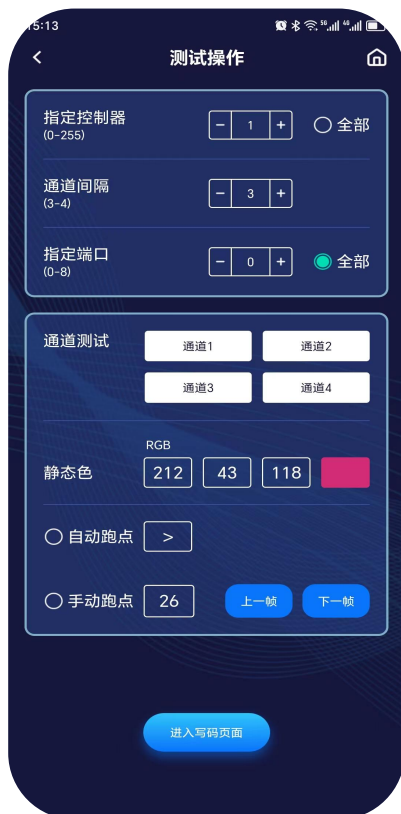 15:13
测试操作
指定控制器
(0-255)
- 1 +
全部
通道间隔
(3-4)
- 3 +
指定端口
(0-8)
- 0 +
全部
通道测试
通道1
通道2
通道3
通道4
RGB
静态色
212
43
118
自动跑点
>
手动跑点
26
上一帧
下一帧
进入写码页面